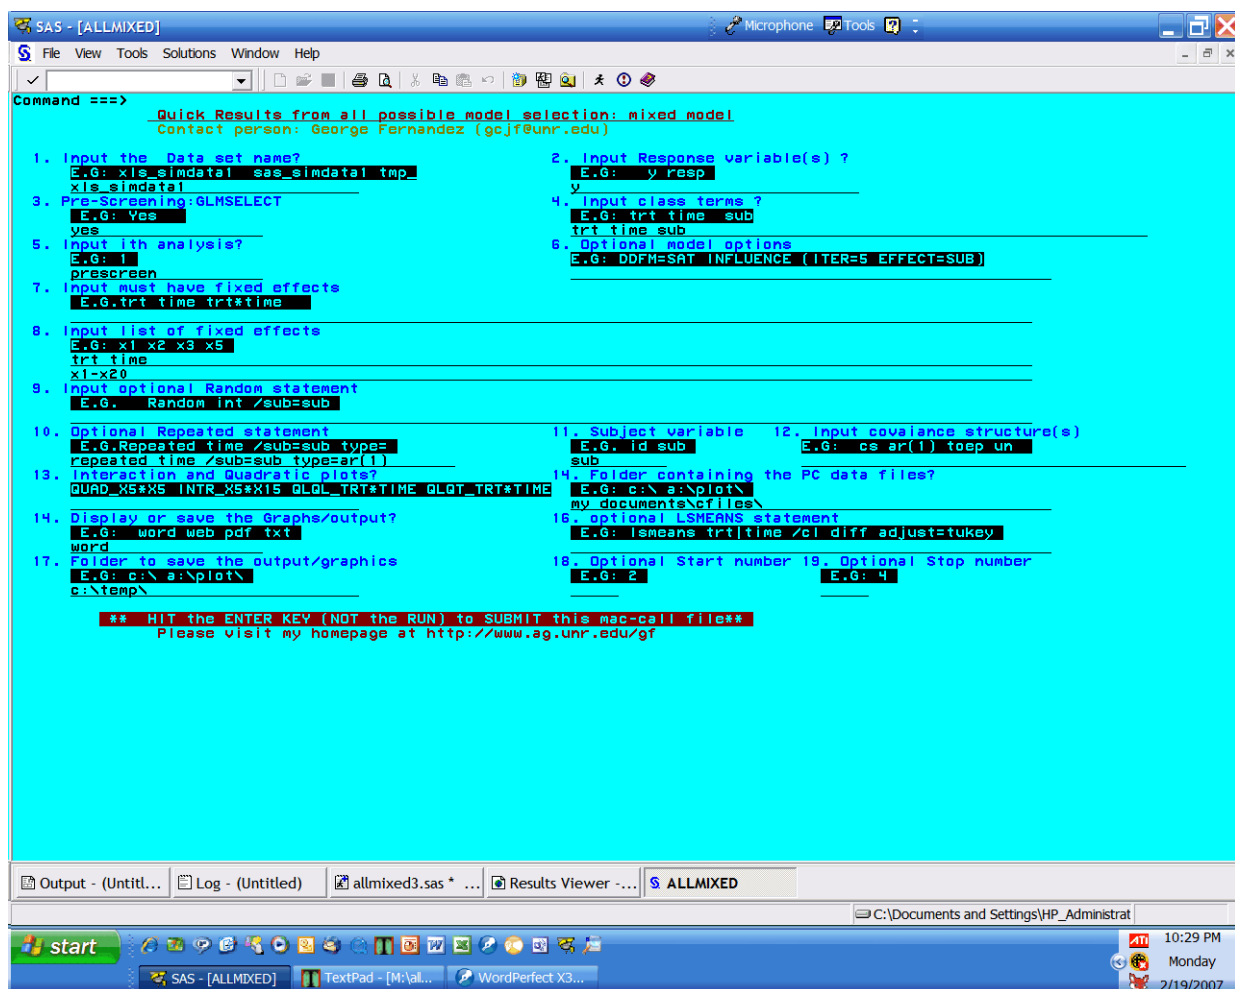 SAS - [ALLMIXED]
Microphone Tools
File View Tools Solutions Window Help
Command ===>
Quick Results from all possible model selection: mixed model
Contact person: George Fernandez (gcjf@unr.edu)
1. Input the Data set name? 2. Input Response variable(s) ?
E.G: xls_simdata1 sas_simdata1 tmp_ E.G: y resp
xls_simdata1 y
3. Pre-Screening:GLMSELECT 4. Input class terms ?
E.G: Yes E.G: trt time sub
yes trt time sub
5. Input ith analysis? 6. Optional model options
E.G: 1 E.G: DDFM=SAT INFLUENCE (ITER=5 EFFECT=SUB)
prescreen
7. Input must have fixed effects
E.G.trt time trt*time
8. Input list of fixed effects
E.G: x1 x2 x3 x5
trt time
x1-x20
9. Input optional Random statement
E.G. Random int /sub=sub
10. Optional Repeated statement 11. Subject variable 12. Input covaiance structure(s)
E.G.Repeated time /sub=sub type= E.G. id sub E.G: cs ar(1) toep un
repeated time /sub=sub type=ar(1) sub
13. Interaction and Quadratic plots? 14. Folder containing the PC data files?
QUAD_X5*X5 INTR_X5*X15 QLQL_TRT*TIME QLQT_TRT*TIME E.G: c:\ a:\plot\
my documents\cfiles\
14. Display or save the Graphs/output? 16. optional LSMEANS statement
E.G: word web pdf txt E.G: lsmeans trt|time /cl diff adjust=tukey
word
17. Folder to save the output/graphics 18. Optional Start number 19. Optional Stop number
E.G: c:\ a:\plot\ E.G: 2 E.G: 4
c:\temp\
** HIT the ENTER KEY (NOT the RUN) to SUBMIT this mac-call file**
Please visit my homepage at http://www.ag.unr.edu/gf
Output - (Untitl... Log - (Untitled) allmixed3.sas * ... Results Viewer -... ALLMIXED
C:\Documents and Settings\HP_Administrat
start ATI 10:29 PM
Monday
SAS - [ALLMIXED] TextPad - [M:\all... WordPerfect X3... 2/19/2007